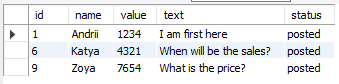 id name value text status
1 Andrii 1234 I am first here posted
6 Katya 4321 When will be the sales? posted
9 Zoya 7654 What is the price? posted